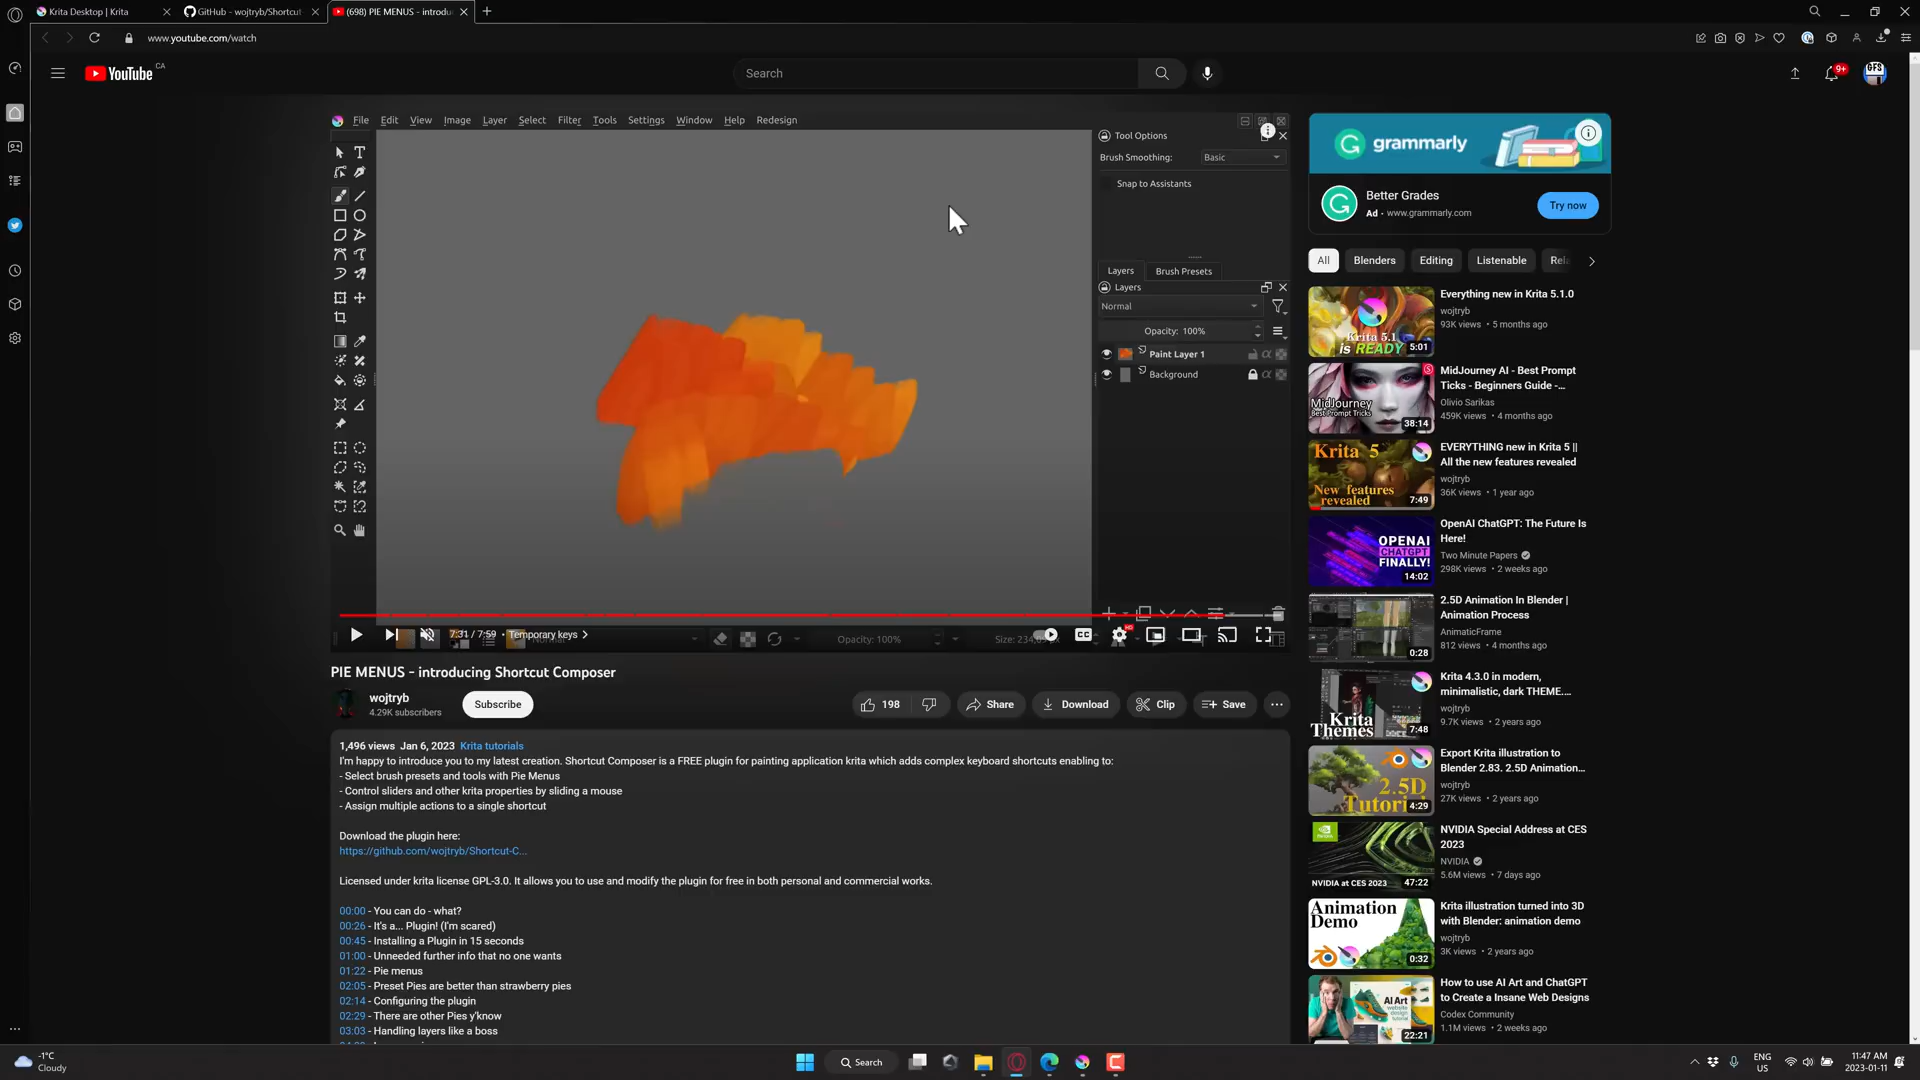 Krita Desktop | Krita
GitHub - wojtryb/Shortcut-
(698) PIE MENUS - introdu
www.youtube.com/watch
YouTube CA
Search
9+
File Edit View Image Layer Select Filter Tools Settings Window Help Redesign
Tool Options
Brush Smoothing: Basic
Snap to Assistants
Layers Brush Presets
Layers
Normal
Opacity: 100%
Paint Layer 1
Background
7:31 / 7:59 • Temporary keys
Normal
Opacity: 100%
PIE MENUS - introducing Shortcut Composer
wojtryb
4.29K subscribers
Subscribe
198
Share
Download
Clip
Save
1,496 views Jan 6, 2023 Krita tutorials
I'm happy to introduce you to my latest creation. Shortcut Composer is a FREE plugin for painting application krita which adds complex keyboard shortcuts enabling to:
- Select brush presets and tools with Pie Menus
- Control sliders and other krita properties by sliding a mouse
- Assign multiple actions to a single shortcut
Download the plugin here:
https://github.com/wojtryb/Shortcut-C...
Licensed under krita license GPL-3.0. It allows you to use and modify the plugin for free in both personal and commercial works.
00:00 - You can do - what?
00:26 - It's a... Plugin! (I'm scared)
00:45 - Installing a Plugin in 15 seconds
01:00 - Unneeded further info that no one wants
01:22 - Pie menus
02:05 - Preset Pies are better than strawberry pies
02:14 - Configuring the plugin
02:29 - There are other Pies y'know
03:03 - Handling layers like a boss
grammarly
Better Grades
Ad • www.grammarly.com
Try now
All Blenders Editing Listenable Rel
Krita 5.1
is READY
5:01
Everything new in Krita 5.1.0
wojtryb
93K views • 5 months ago
MidJourney
Best Prompt Tricks
38:14
MidJourney AI - Best Prompt
Ticks - Beginners Guide -...
Olivio Sarikas
459K views • 4 months ago
Krita 5
New features
revealed
7:49
EVERYTHING new in Krita 5 ||
All the new features revealed
wojtryb
36K views • 1 year ago
OPENAI
CHATGPT
FINALLY!
14:02
OpenAI ChatGPT: The Future Is
Here!
Two Minute Papers
298K views • 2 weeks ago
0:28
2.5D Animation In Blender |
Animation Process
AnimaticFrame
812 views • 4 months ago
Krita
Themes
7:48
Krita 4.3.0 in modern,
minimalistic, dark THEME....
wojtryb
9.7K views • 2 years ago
2.5D
Tutori
4:29
Export Krita illustration to
Blender 2.83. 2.5D Animation...
wojtryb
27K views • 2 years ago
NVIDIA AT CES 2023
47:22
NVIDIA Special Address at CES
2023
NVIDIA
5.6M views • 7 days ago
Animation
Demo
0:32
Krita illustration turned into 3D
with Blender: animation demo
wojtryb
3K views • 2 years ago
AI Art
website
design
tutorial
22:21
How to use AI Art and ChatGPT
to Create a Insane Web Designs
Codex Community
1.1M views • 2 weeks ago
-1°C
Cloudy
Search
ENG
US
11:47 AM
2023-01-11